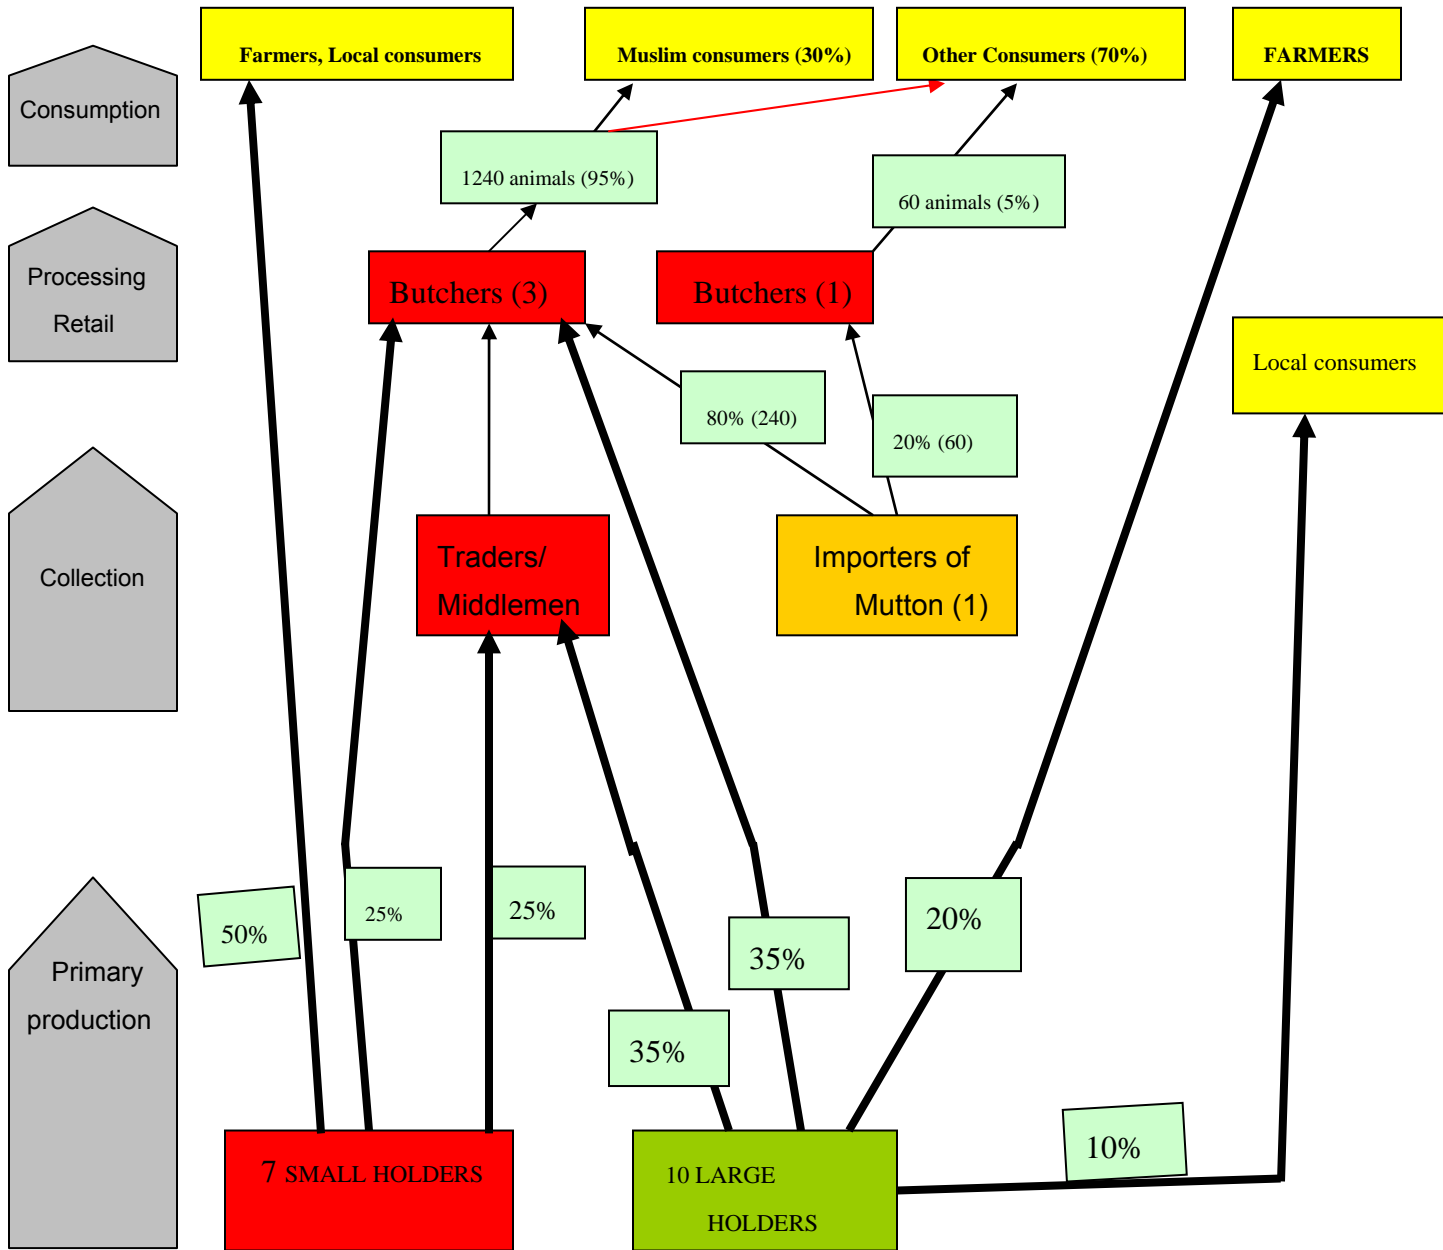 Farmers, Local consumers
Muslim consumers (30%)
Other Consumers (70%)
FARMERS
Consumption
1240 animals (95%)
60 animals (5%)
Processing
Retail
Butchers (3)
Butchers (1)
Local consumers
80% (240)
20% (60)
Collection
Traders/
Middlemen
Importers of
Mutton (1)
Primary
production
50%
25%
25%
35%
35%
20%
10%
7 SMALL HOLDERS
10 LARGE
HOLDERS